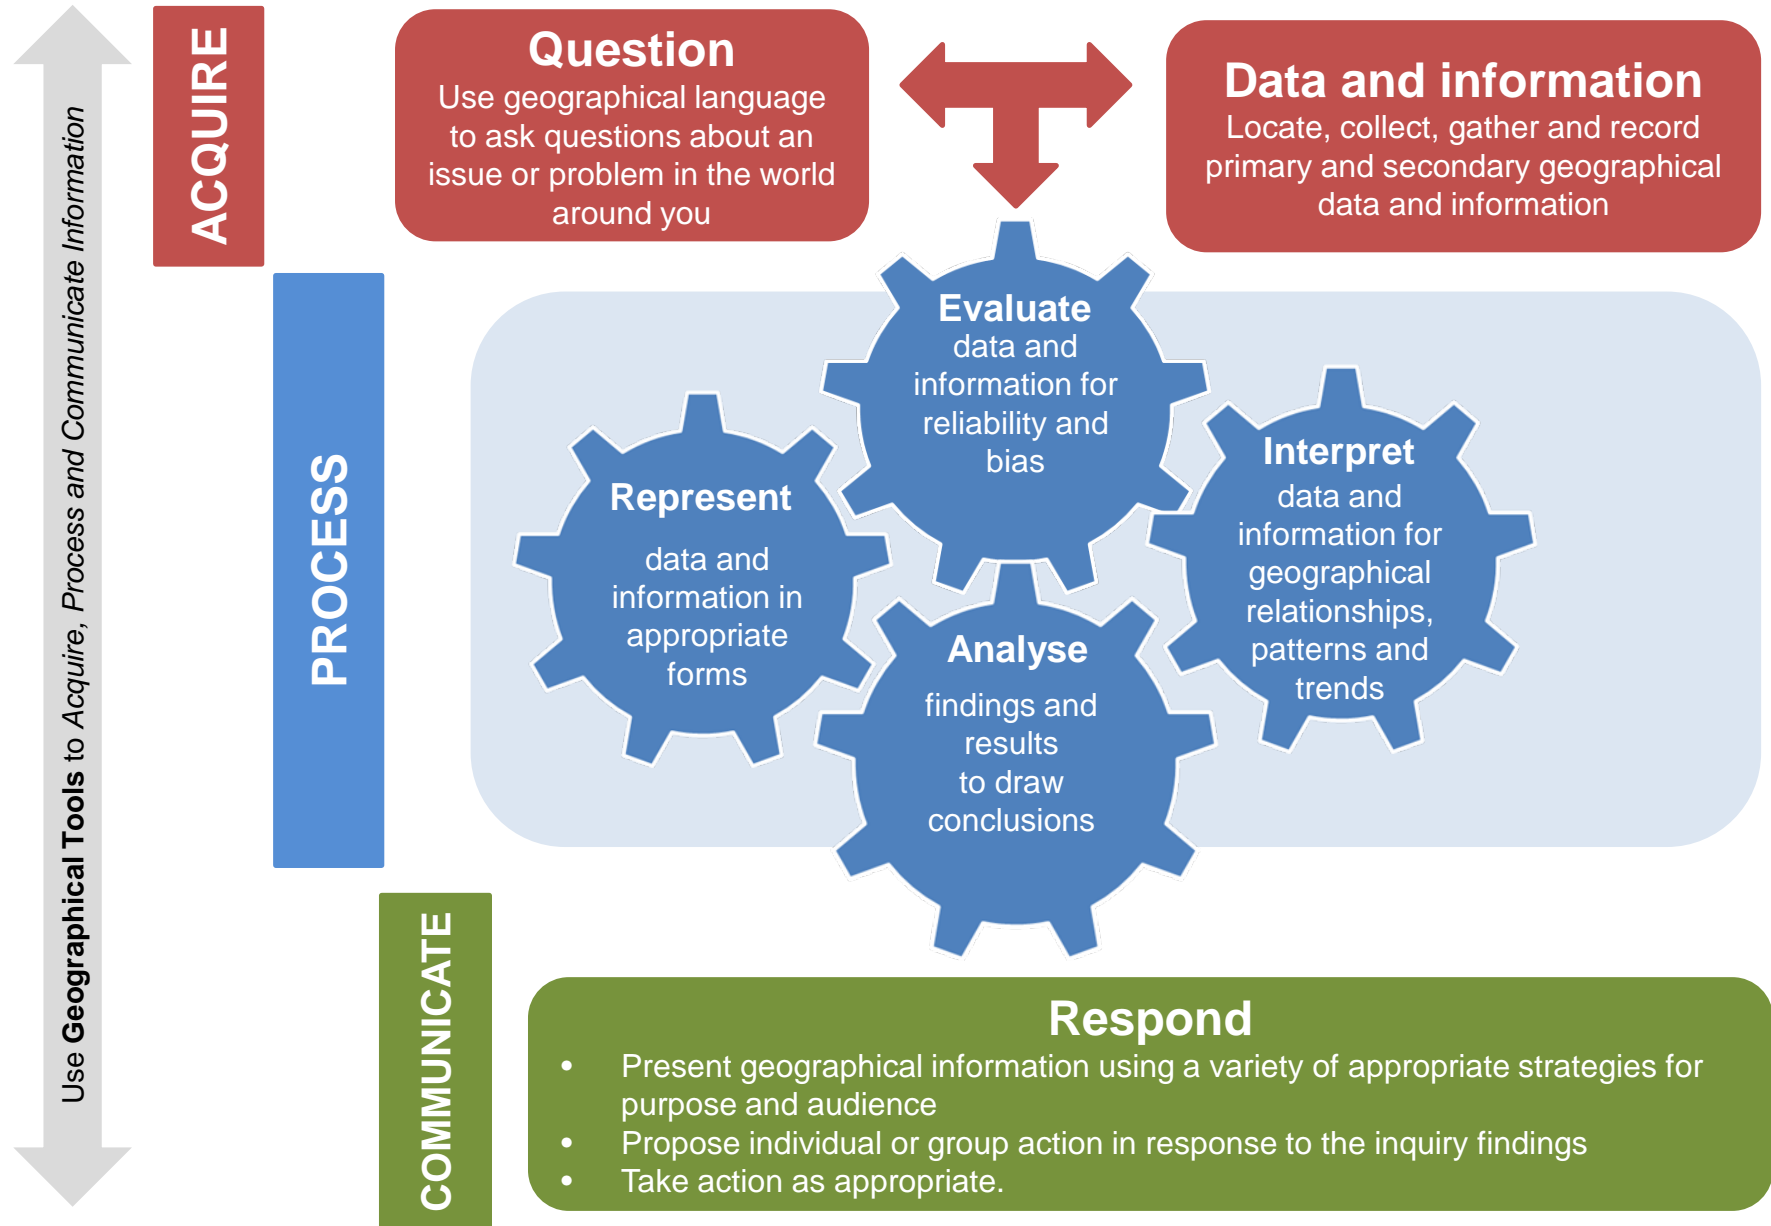 Use Geographical Tools to Acquire, Process and Communicate Information
ACQUIRE
Question
Use geographical language
to ask questions about an
issue or problem in the world
around you
Data and information
Locate, collect, gather and record
primary and secondary geographical
data and information
PROCESS
Evaluate
data and
information for
reliability and
bias
Represent
data and
information in
appropriate
forms
Interpret
data and
information for
geographical
relationships,
patterns and
trends
Analyse
findings and
results
to draw
conclusions
COMMUNICATE
Respond
• Present geographical information using a variety of appropriate strategies for
purpose and audience
• Propose individual or group action in response to the inquiry findings
• Take action as appropriate.